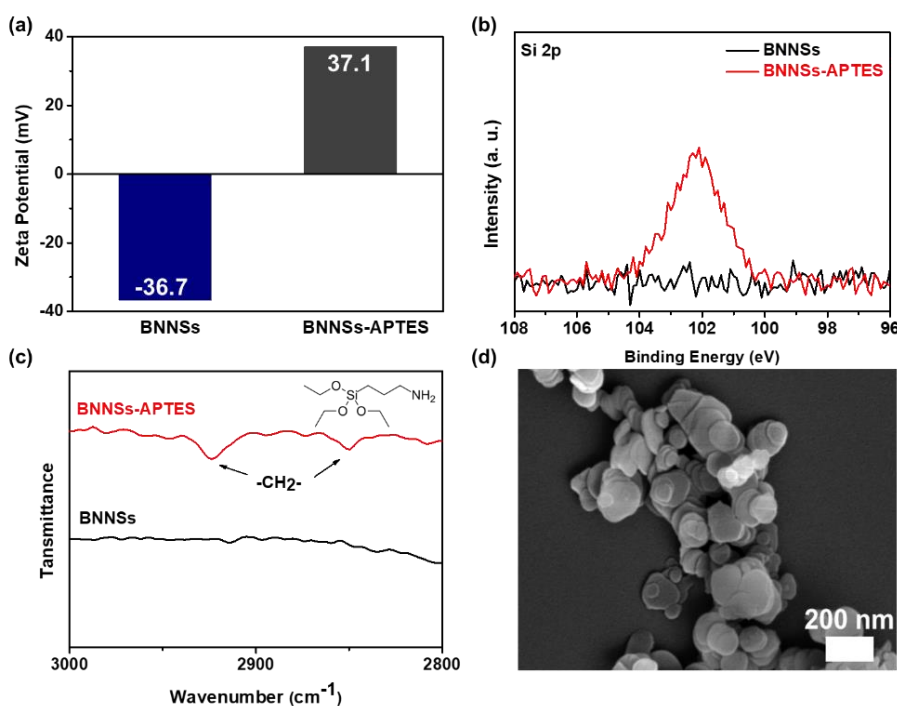 (a)
Zeta Potential (mV)
40
20
0
-20
-40
37.1
-36.7
BNNSs
BNNSs-APTES
(b)
Si 2p
BNNSs
BNNSs-APTES
Intensity (a. u.)
108 106 104 102 100 98 96
Binding Energy (eV)
(c)
BNNSs-APTES
O
Si
NH2
O
O
-CH2-
BNNSs
Tansmittance
3000 2900 2800
Wavenumber (cm-1)
(d)
200 nm